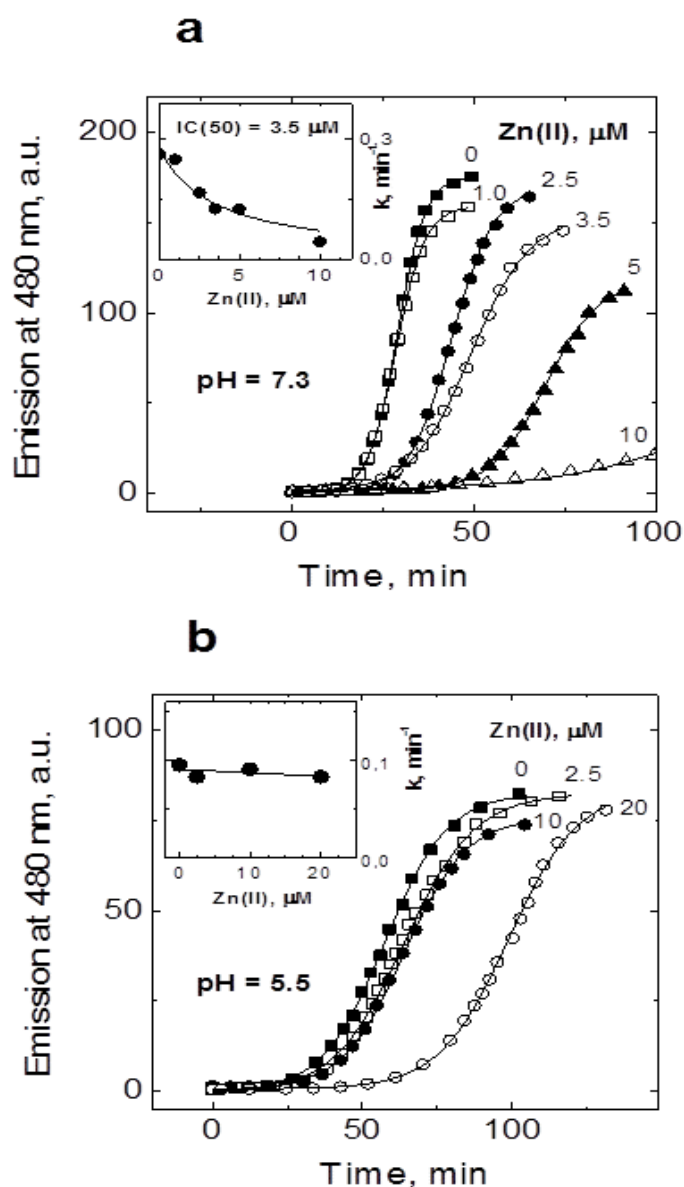 a
Emission at 480 nm, a.u.
200
100
0
IC(50) = 3.5 μM
0,3
0,0
k, min⁻¹
0
5
10
Zn(II), μM
Zn(II), μM
0
1.0
2.5
3.5
5
10
pH = 7.3
0
50
100
Time, min
b
Emission at 480 nm, a.u.
100
50
0
0,1
0,0
k, min⁻¹
0
10
20
Zn(II), μM
Zn(II), μM
0
2.5
10
20
pH = 5.5
0
50
100
Time, min